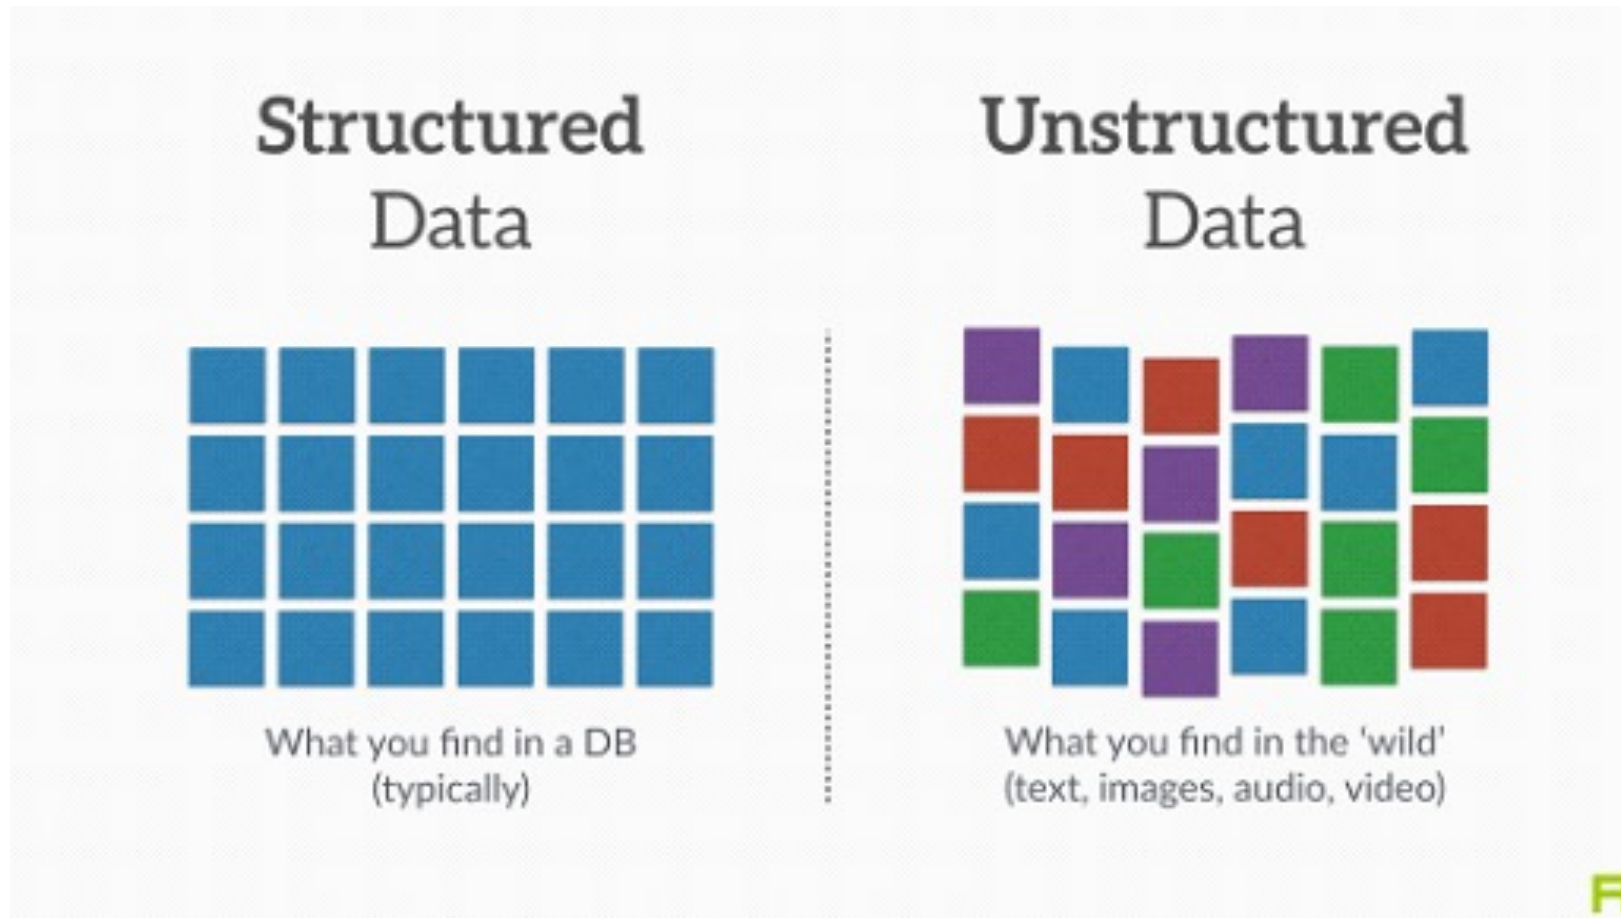 Structured
Data
What you find in a DB
(typically)
Unstructured
Data
What you find in the ‘wild’
(text, images, audio, video)